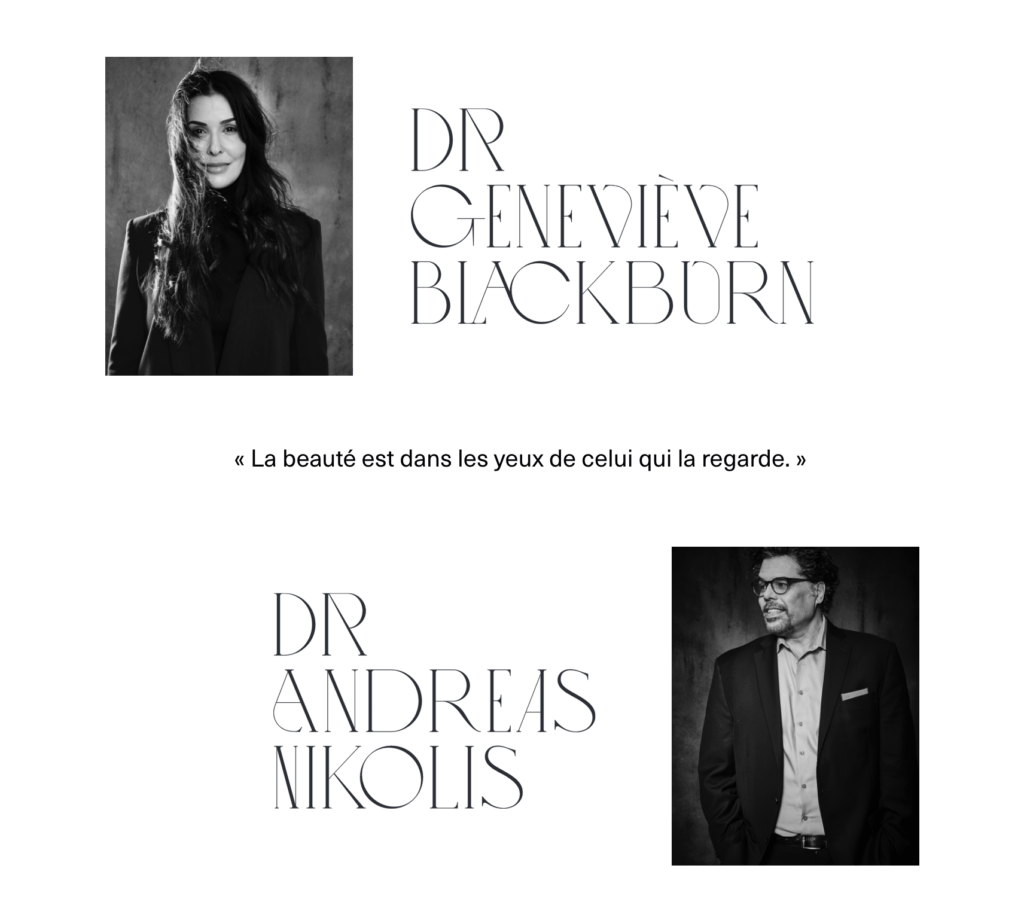 DR
GENEVIÈVE
BLACKBURN
« La beauté est dans les yeux de celui qui la regarde. »
DR
ANDREAS
NIKOLIS